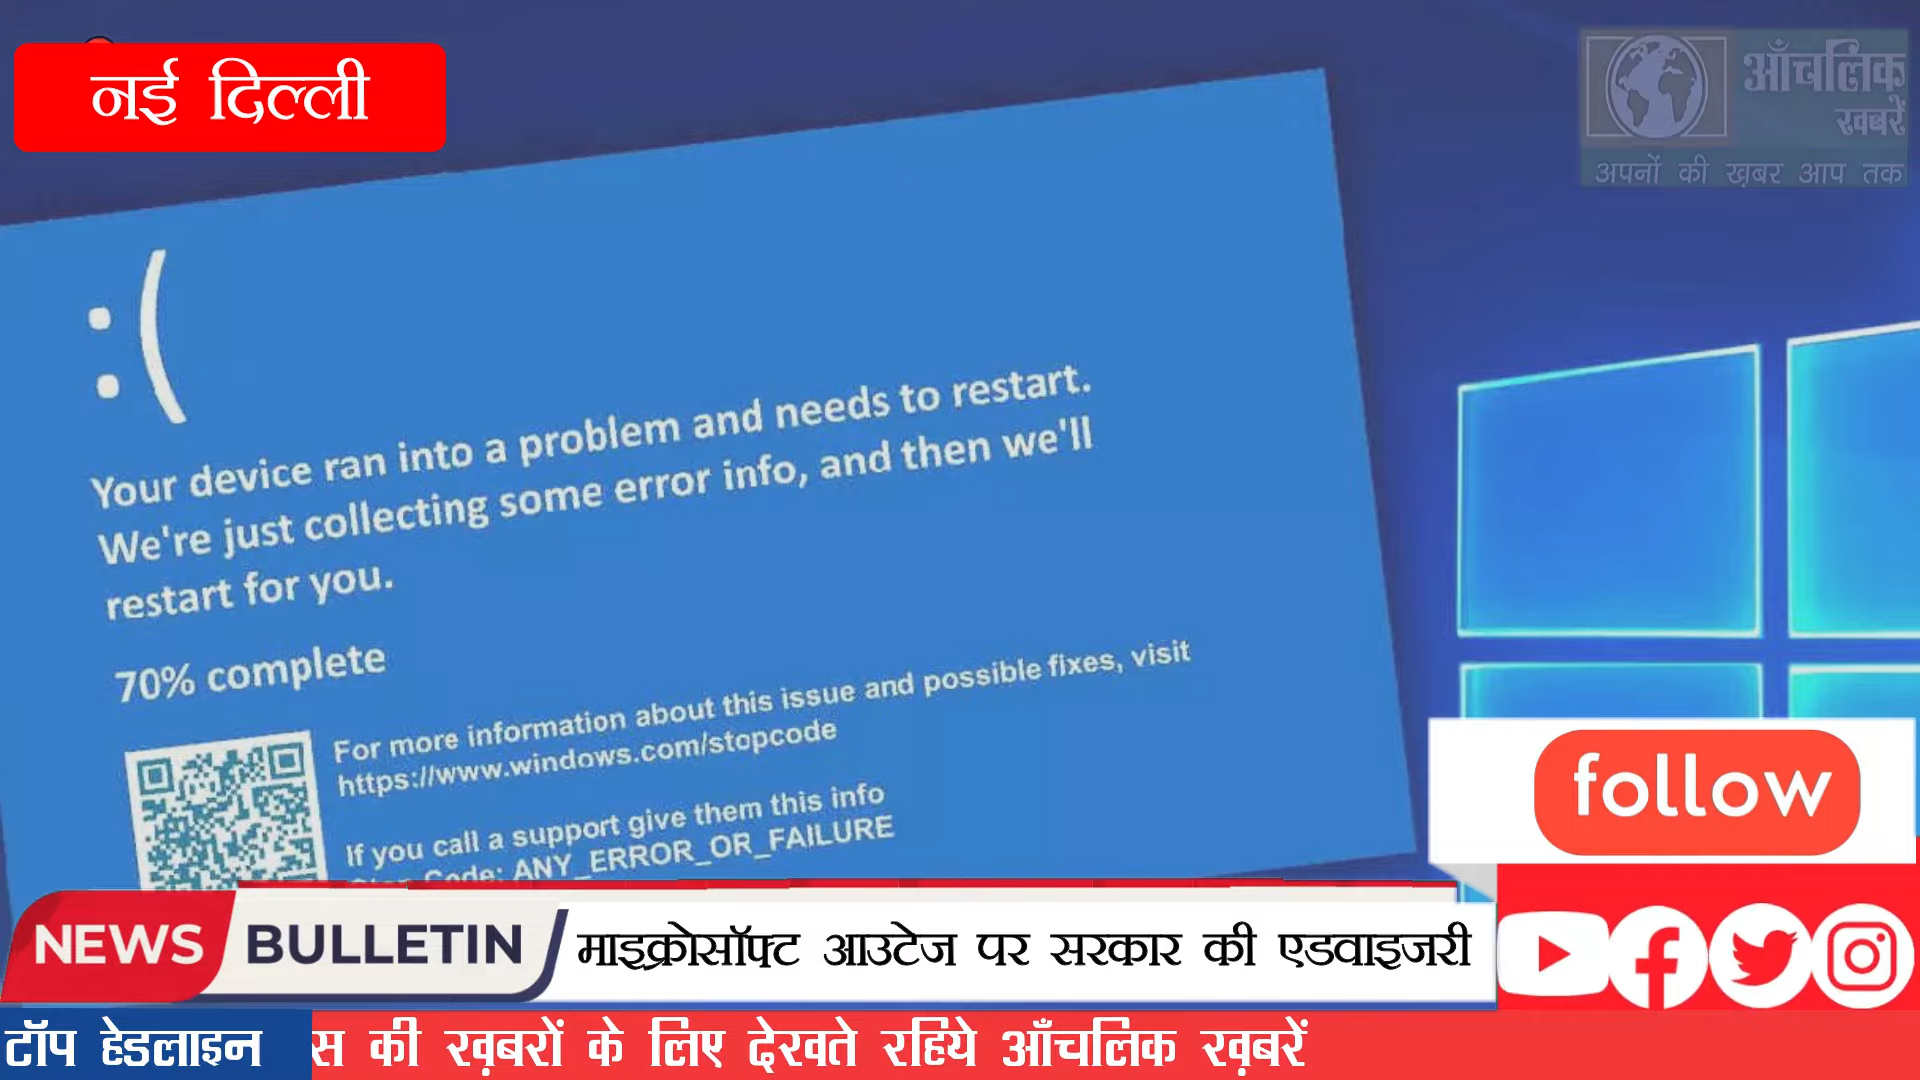 नई दिल्ली
आँचलिक
खबरें
अपनों की ख़बर आप तक
:(
Your device ran into a problem and needs to restart.
We're just collecting some error info, and then we'll
restart for you.
70% complete
For more information about this issue and possible fixes, visit
https://www.windows.com/stopcode
If you call a support give them this info
Code: ANY_ERROR_OR_FAILURE
follow
NEWS BULLETIN माइक्रोसॉफ्ट आउटेज पर सरकार की एडवाइजरी
टॉप हेडलाइन स की ख़बरों के लिए देखते रहिये आँचलिक ख़बरें